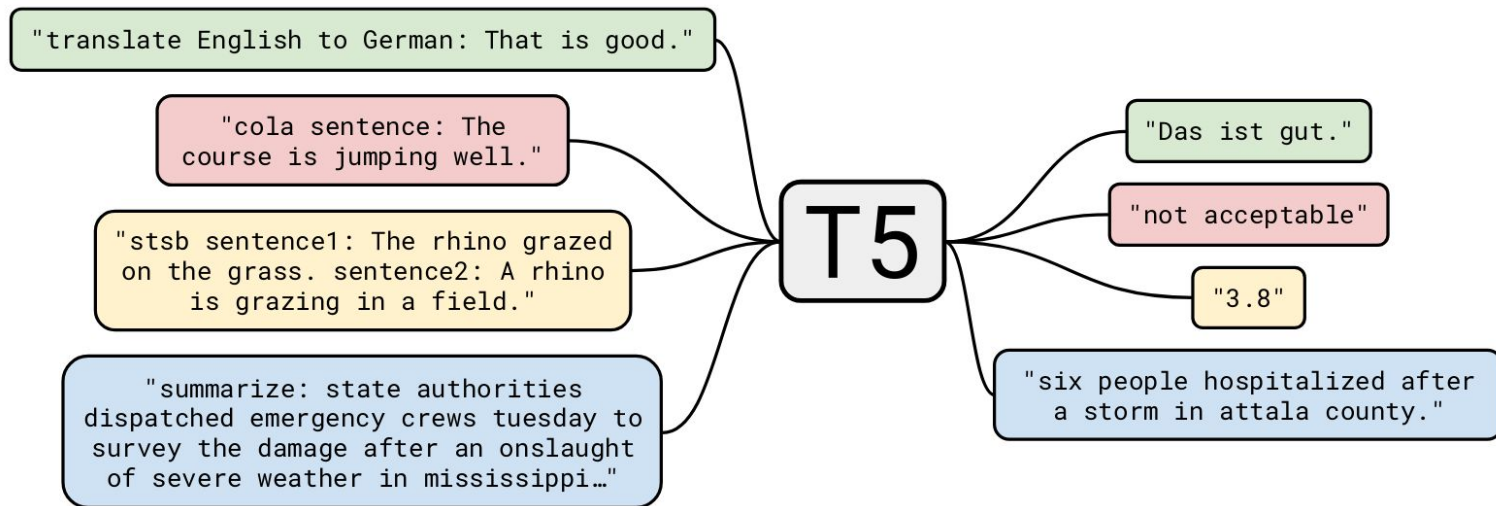 "translate English to German: That is good."
"cola sentence: The
course is jumping well."
"stsb sentence1: The rhino grazed
on the grass. sentence2: A rhino
is grazing in a field."
"summarize: state authorities
dispatched emergency crews tuesday to
survey the damage after an onslaught
of severe weather in mississippi…"
T5
"Das ist gut."
"not acceptable"
"3.8"
"six people hospitalized after
a storm in attala county."